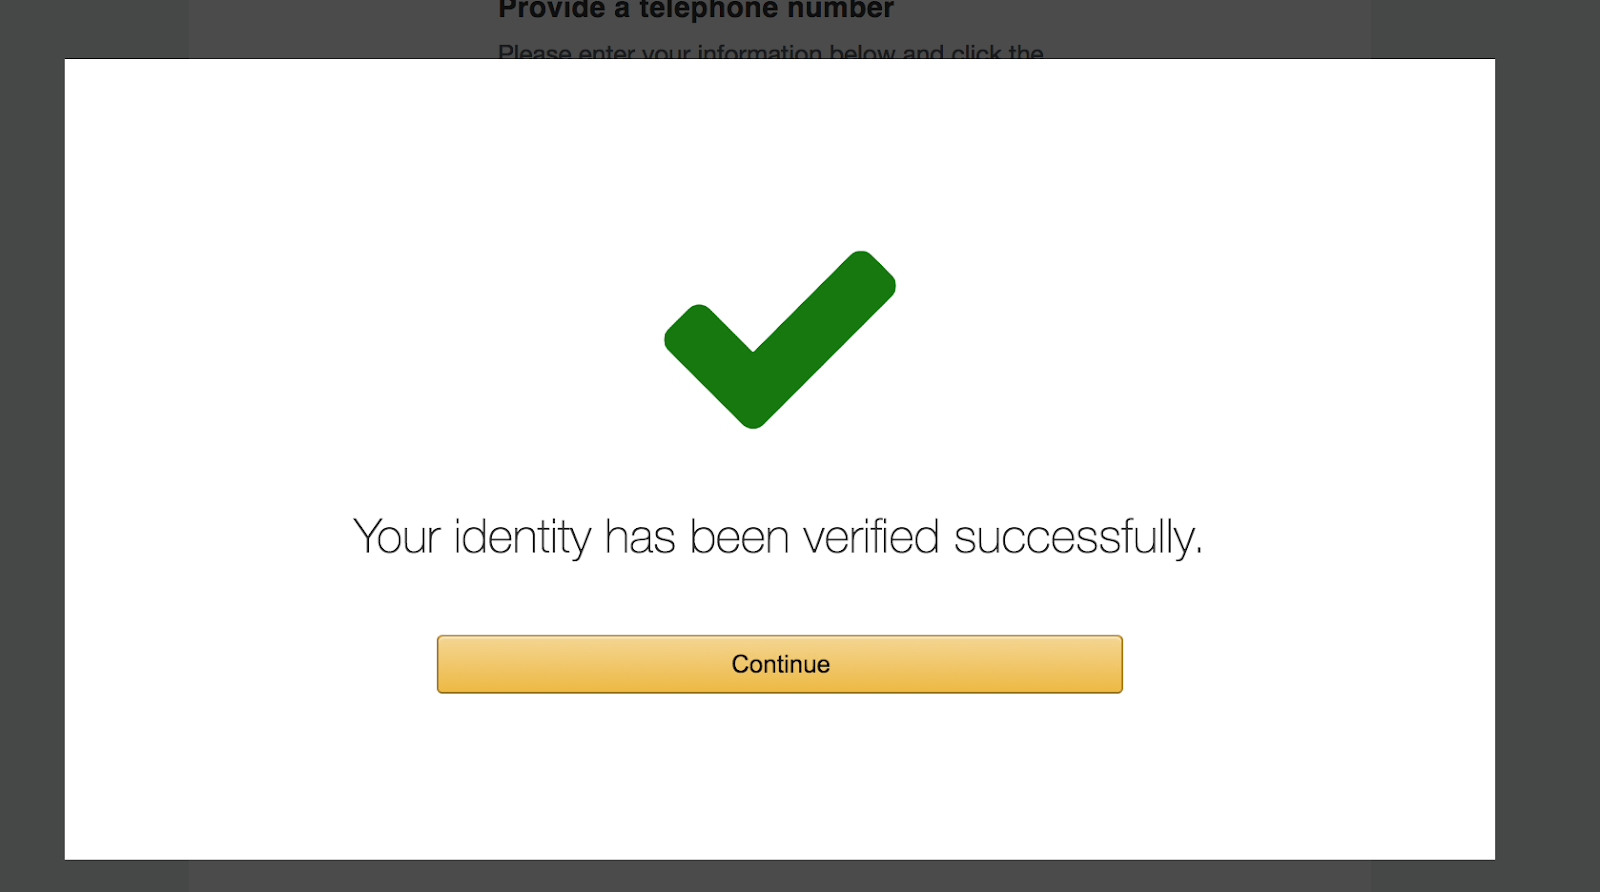 Provide a telephone number
Please enter your information below and click the
Your identity has been verified successfully.
Continue